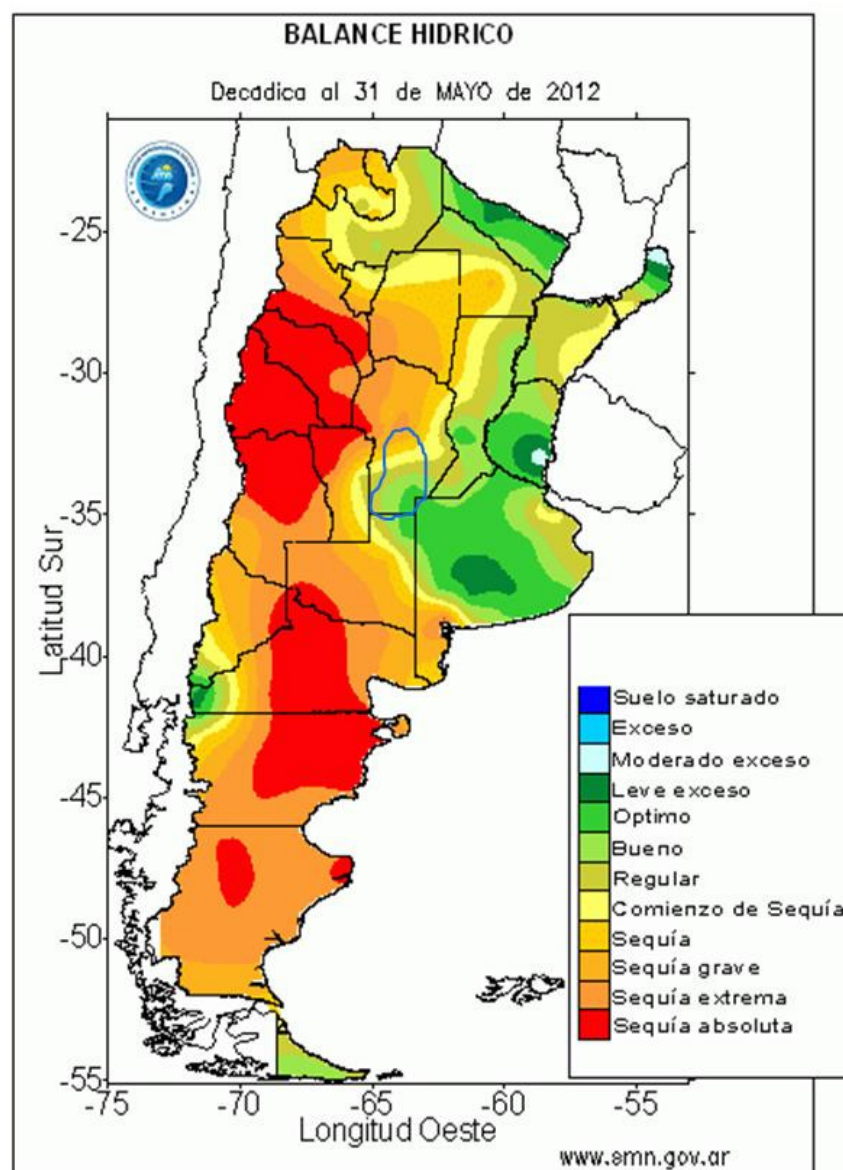 BALANCE HIDRICO
Decádica al 31 de MAYO de 2012
-25
-30
-35
-40
-45
-50
-55
Latitud Sur
-75
-70
-65
-60
-55
Longitud Oeste
Suelo saturado
Exceso
Moderado exceso
Leve exceso
Optimo
Bueno
Regular
Comienzo de Sequía
Sequía
Sequía grave
Sequía extrema
Sequía absoluta
www.smn.gov.ar